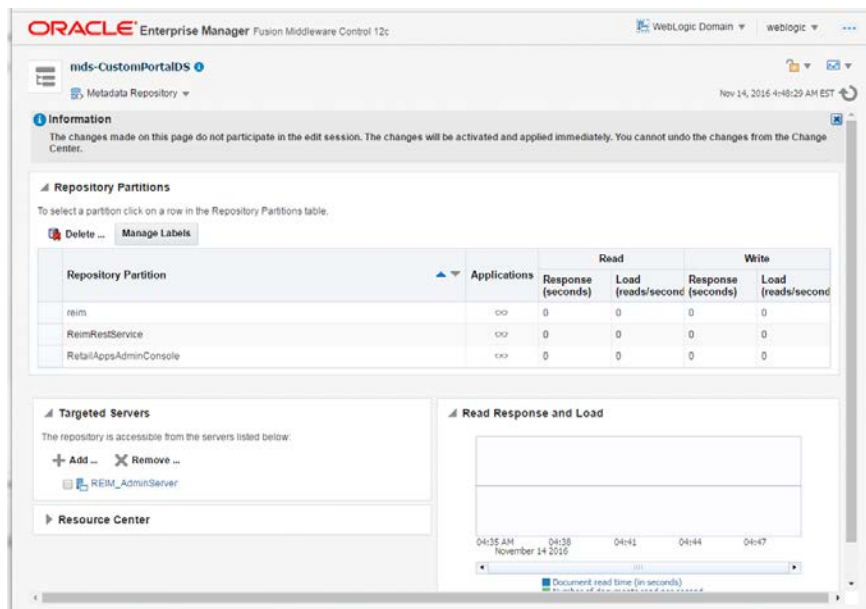 ORACLE Enterprise Manager Fusion Middleware Control 12c
WebLogic Domain
weblogic
mds-CustomPortalDS
Metadata Repository
Nov 14, 2016 4:48:29 AM EST
Information
The changes made on this page do not participate in the edit session. The changes will be activated and applied immediately. You cannot undo the changes from the Change
Center.
Repository Partitions
To select a partition click on a row in the Repository Partitions table.
Delete ... Manage Labels
Read Write
Repository Partition Applications Response (seconds) Load (reads/second Response (seconds) Load (reads/second
reim 0 0 0 0
ReimRestService 0 0 0 0
RetailAppsAdminConsole 0 0 0 0
Targeted Servers
The repository is accessible from the servers listed below:
Add ... Remove ...
REIM_AdminServer
Resource Center
Read Response and Load
04:35 AM 04:38 04:41 04:44 04:47
November 14 2016
Document read time (in seconds)